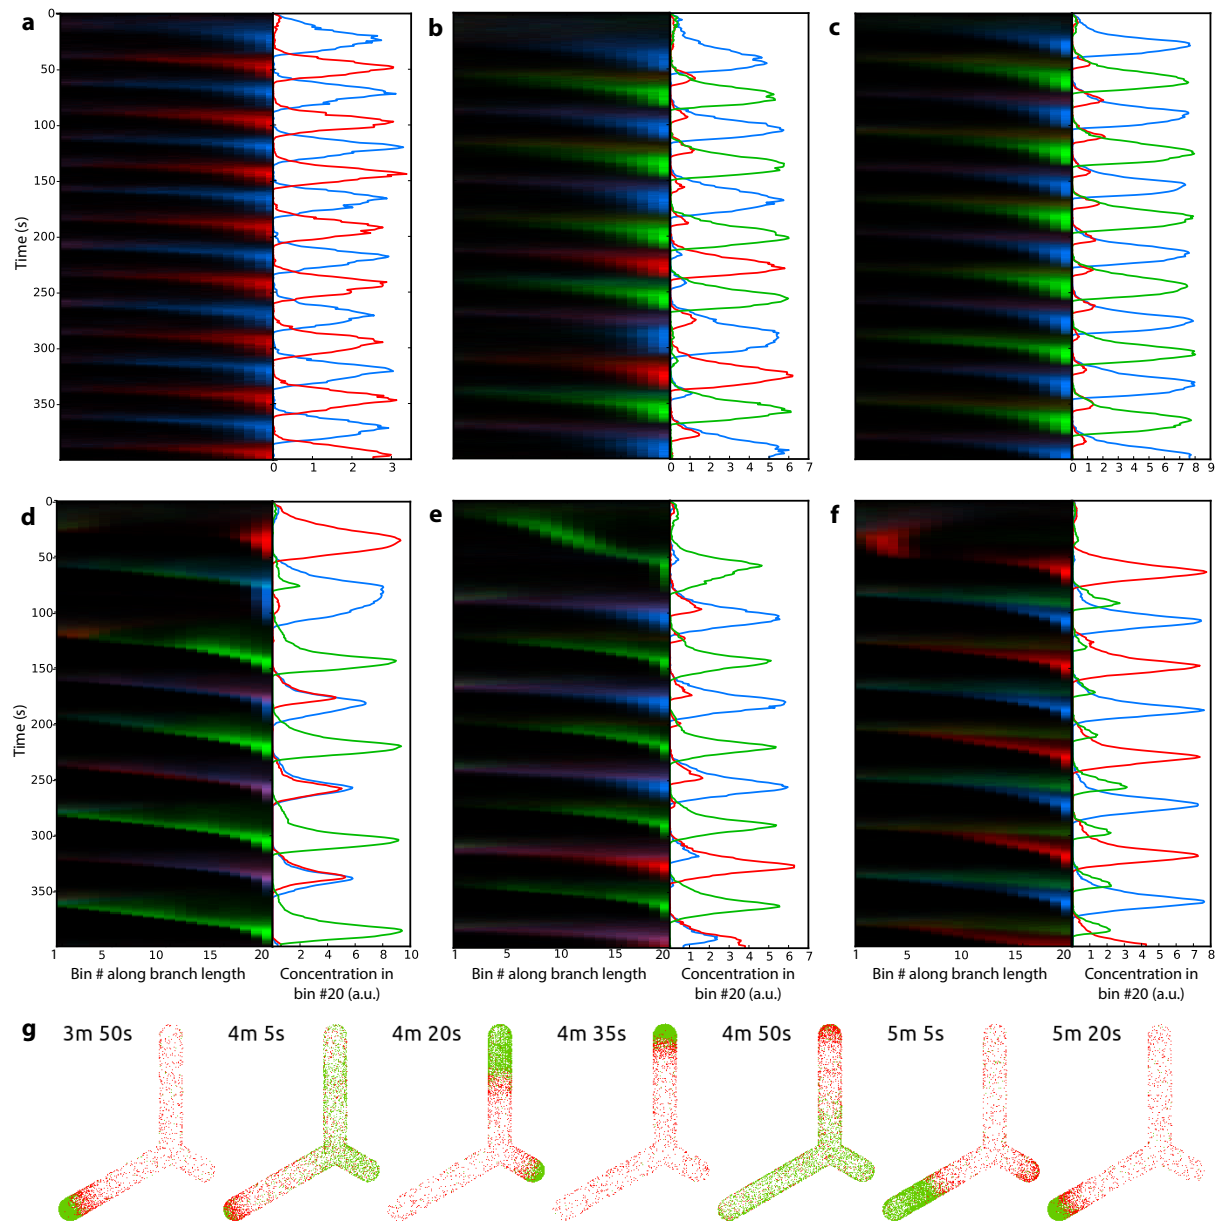 a
b
c
0
50
100
150
200
250
300
350
Time (s)
0 1 2 3
0 1 2 3 4 5 6 7
0 1 2 3 4 5 6 7 8 9
d
e
f
0
50
100
150
200
250
300
350
Time (s)
1 5 10 15 20
2 4 6 8 10
1 5 10 15 20
1 2 3 4 5 6 7
1 5 10 15 20
1 2 3 4 5 6 7 8
Bin # along branch length
Concentration in
bin #20 (a.u.)
Bin # along branch length
Concentration in
bin #20 (a.u.)
Bin # along branch length
Concentration in
bin #20 (a.u.)
g
3m 50s
4m 5s
4m 20s
4m 35s
4m 50s
5m 5s
5m 20s